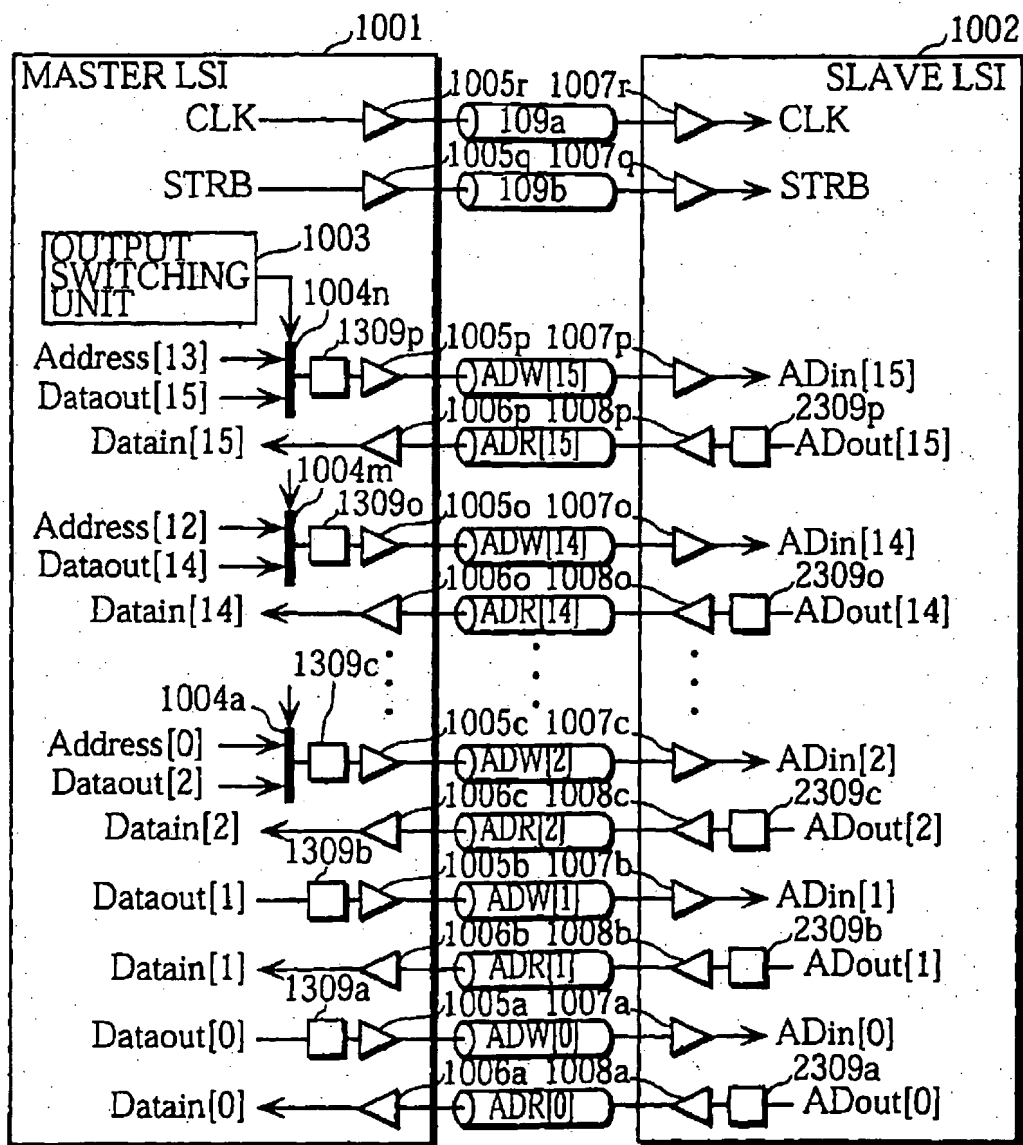 1001
1002
MASTER LSI
SLAVE LSI
1005r 1007r
CLK
109a
CLK
1005q 1007q
STRB
109b
STRB
OUTPUT
SWITCHING
UNIT
1003
1004n
1309p
1005p 1007p
Address[13]
Dataout[15]
ADW[15]
ADin[15]
1006p 1008p
2309p
Datain[15]
ADR[15]
ADout[15]
1004m
1309o
1005o 1007o
Address[12]
Dataout[14]
ADW[14]
ADin[14]
1006o 1008o
2309o
Datain[14]
ADR[14]
ADout[14]
1309c
1004a
1005c 1007c
Address[0]
Dataout[2]
ADW[2]
ADin[2]
1006c 1008c
2309c
Datain[2]
ADR[2]
ADout[2]
1309b
1005b 1007b
Dataout[1]
ADW[1]
ADin[1]
1006b 1008b
2309b
Datain[1]
ADR[1]
ADout[1]
1309a
1005a 1007a
Dataout[0]
ADW[0]
ADin[0]
1006a 1008a
2309a
Datain[0]
ADR[0]
ADout[0]